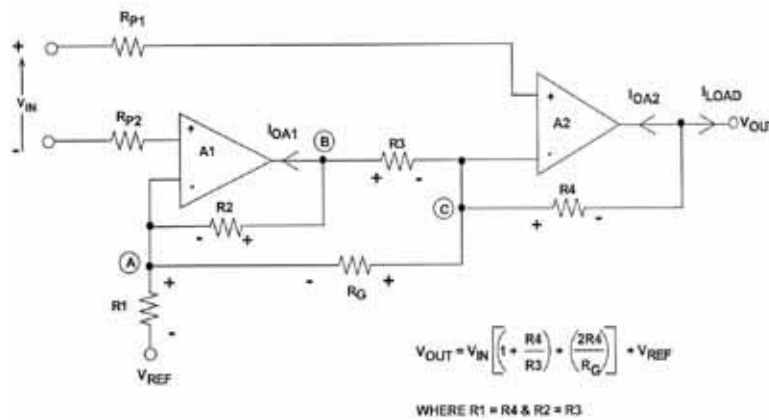 RP1
+
VIN
-
RP2
+
A1
-
IOA1
B
R3
+ -
+
A2
-
IOA2
ILOAD
VOUT
R2
- +
C
R4
+ -
A
+
R1
-
- +
RG
VREF
VOUT = VIN [(1 + R4/R3) + (2R4/RG)] + VREF
WHERE R1 = R4 & R2 = R3